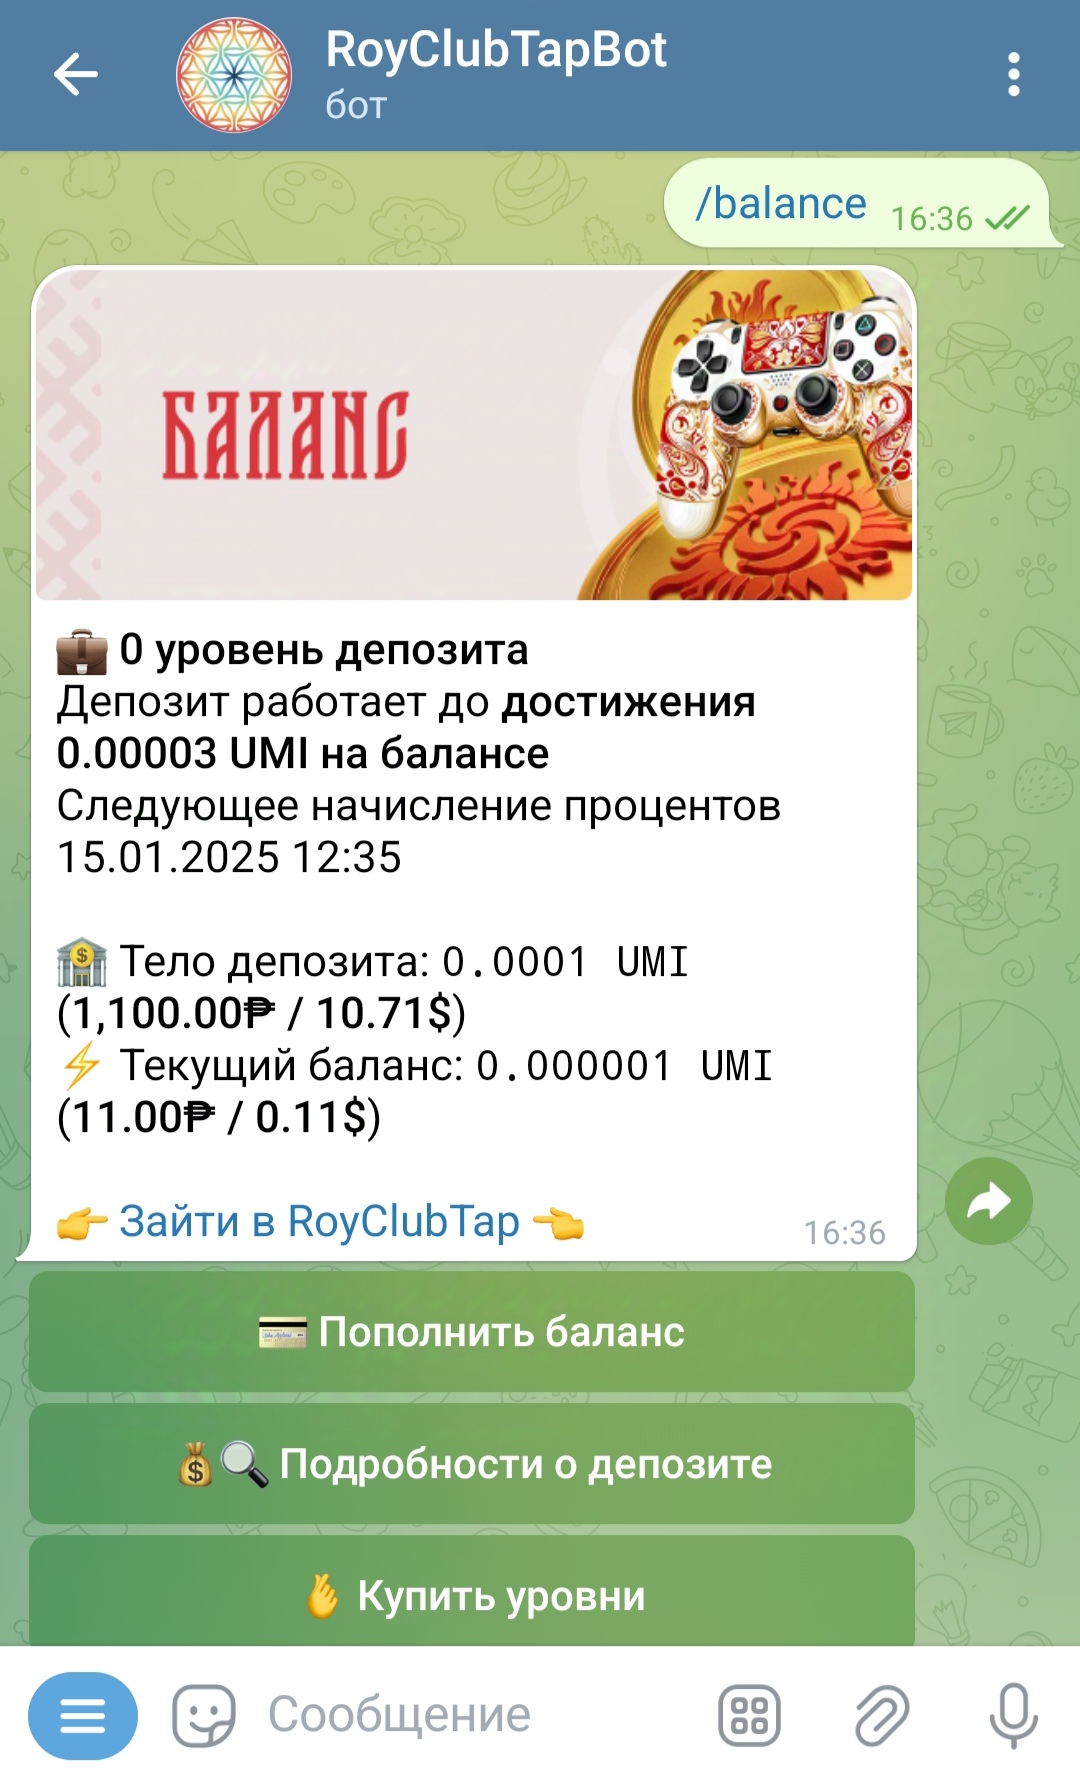 RoyClubTapBot
бот
/balance 16:36
БАЛАНС
0 уровень депозита
Депозит работает до достижения
0.00003 UMI на балансе
Следующее начисление процентов
15.01.2025 12:35
Тело депозита: 0.0001 UMI
(1,100.00₱ / 10.71$)
Текущий баланс: 0.000001 UMI
(11.00₱ / 0.11$)
Зайти в RoyClubTap
16:36
Пополнить баланс
Подробности о депозите
Купить уровни
Сообщение